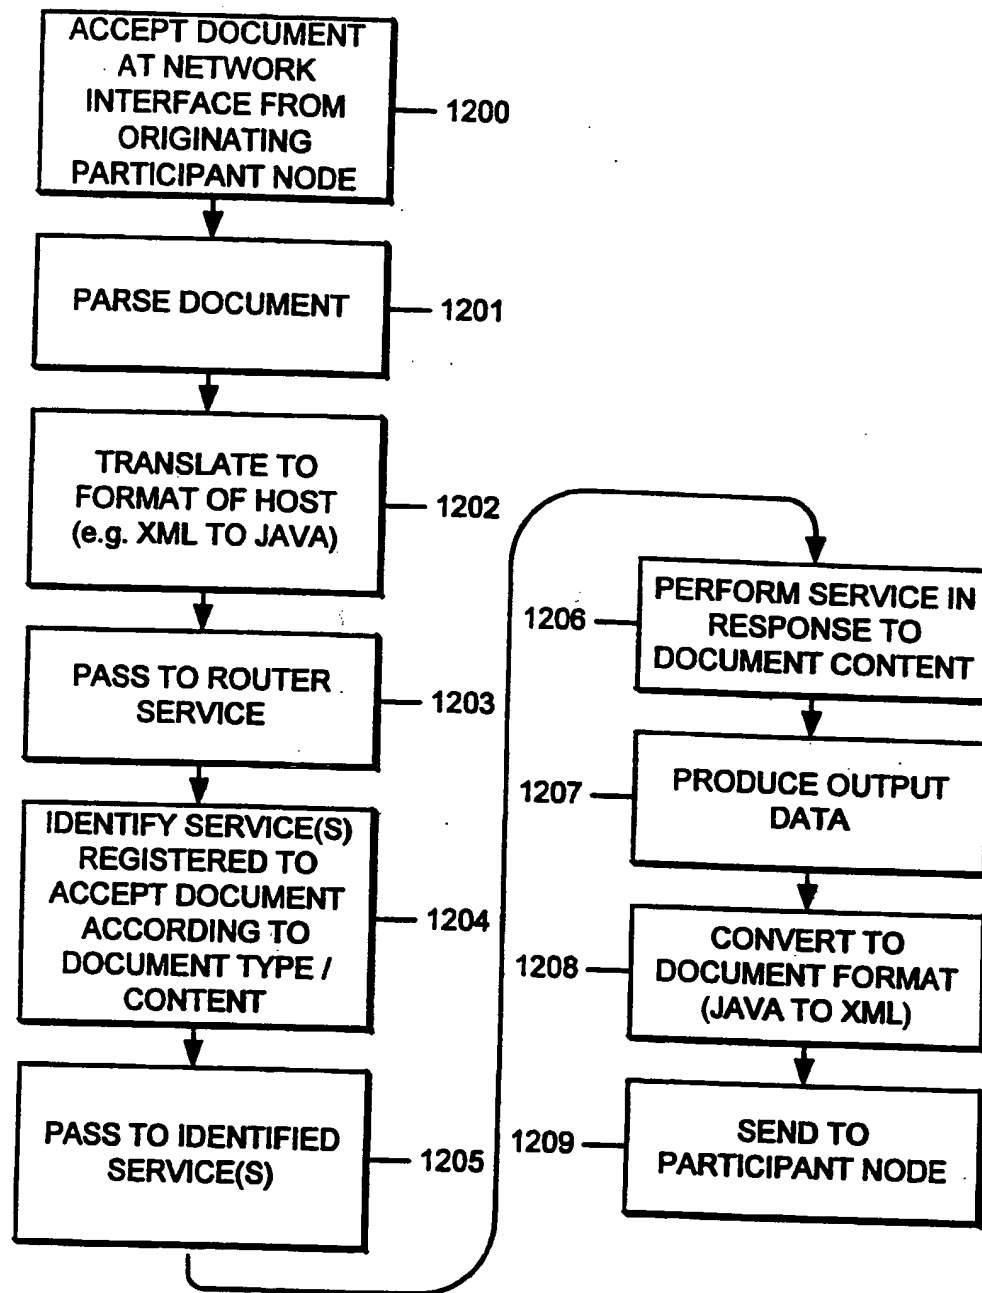 ACCEPT DOCUMENT
AT NETWORK
INTERFACE FROM
ORIGINATING
PARTICIPANT NODE
1200
PARSE DOCUMENT
1201
TRANSLATE TO
FORMAT OF HOST
(e.g. XML TO JAVA)
1202
PASS TO ROUTER
SERVICE
1203
IDENTIFY SERVICE(S)
REGISTERED TO
ACCEPT DOCUMENT
ACCORDING TO
DOCUMENT TYPE /
CONTENT
1204
PASS TO IDENTIFIED
SERVICE(S)
1205
1206
PERFORM SERVICE IN
RESPONSE TO
DOCUMENT CONTENT
1207
PRODUCE OUTPUT
DATA
1208
CONVERT TO
DOCUMENT FORMAT
(JAVA TO XML)
1209
SEND TO
PARTICIPANT NODE